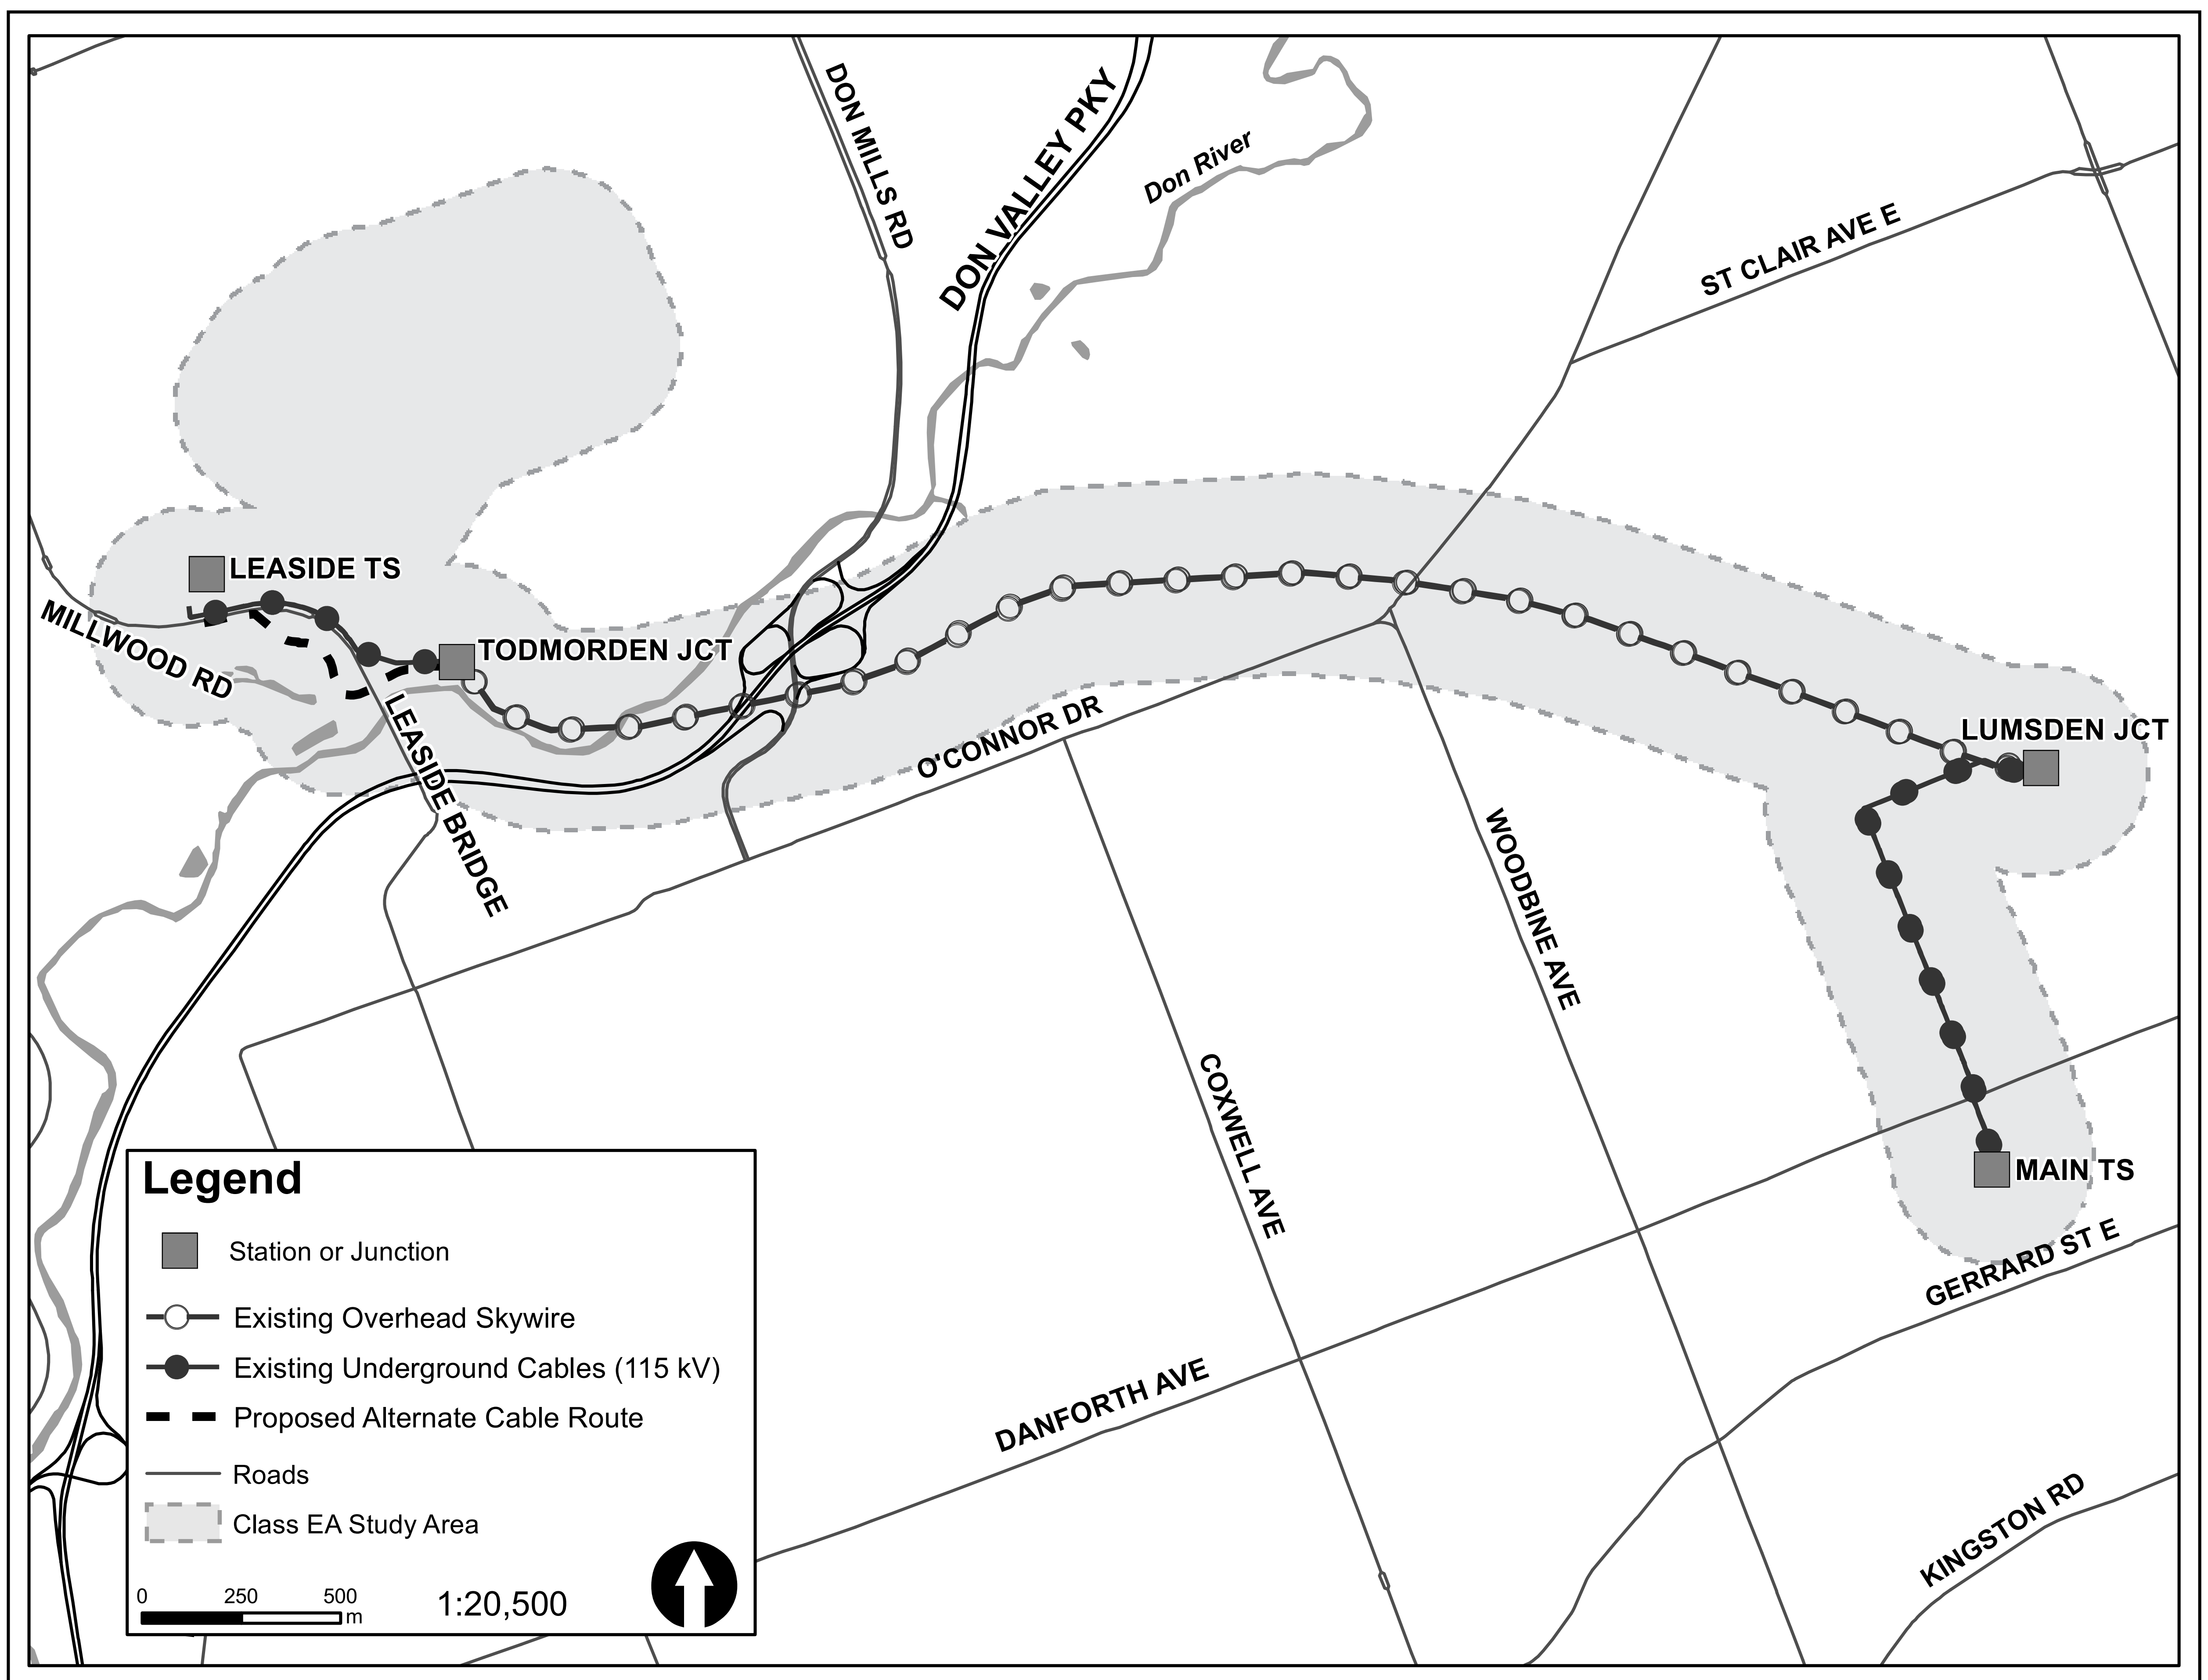 DON MILLS RD
DON VALLEY PKY
Don River
ST CLAIR AVE E
LEASIDE TS
MILLWOOD RD
TODMORDEN JCT
LEASIDE BRIDGE
O'CONNOR DR
LUMSDEN JCT
WOODBINE AVE
COXWELL AVE
MAIN TS
GERRARD ST E
DANFORTH AVE
KINGSTON RD
Legend
Station or Junction
Existing Overhead Skywire
Existing Underground Cables (115 kV)
Proposed Alternate Cable Route
Roads
Class EA Study Area
0 250 500
m
1:20,500